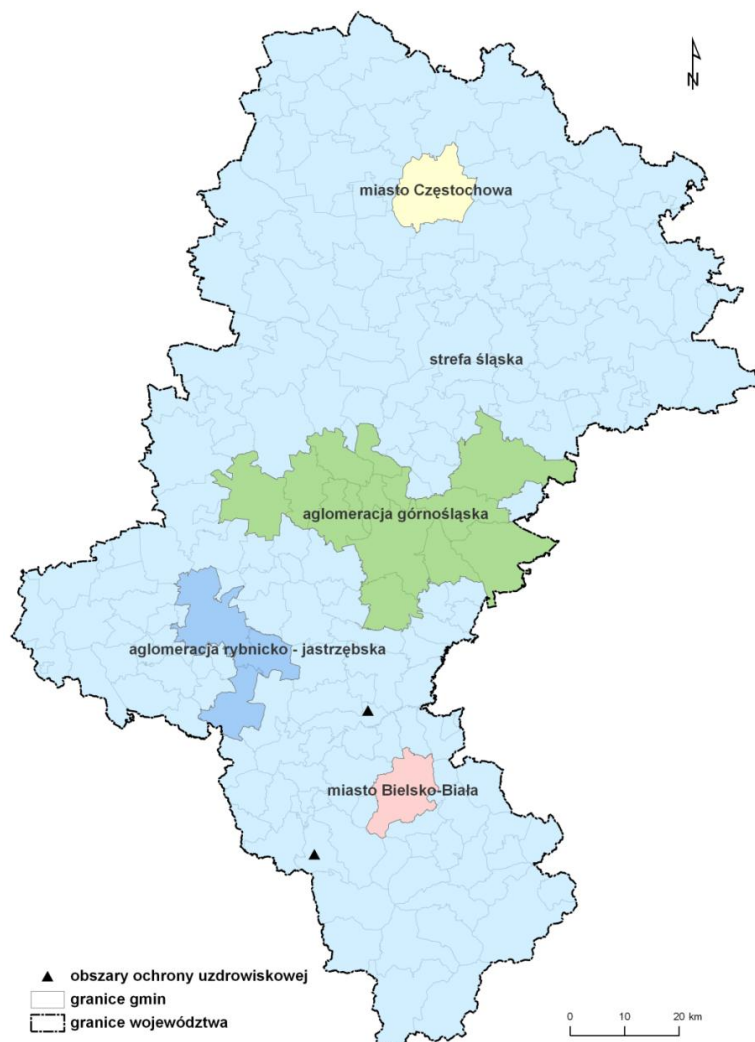 N
miasto Częstochowa
strefa śląska
aglomeracja górnośląska
aglomeracja rybnicko - jastrzębska
miasto Bielsko-Biała
obszary ochrony uzdrowiskowej
granice gmin
granice województwa
0 10 20 km